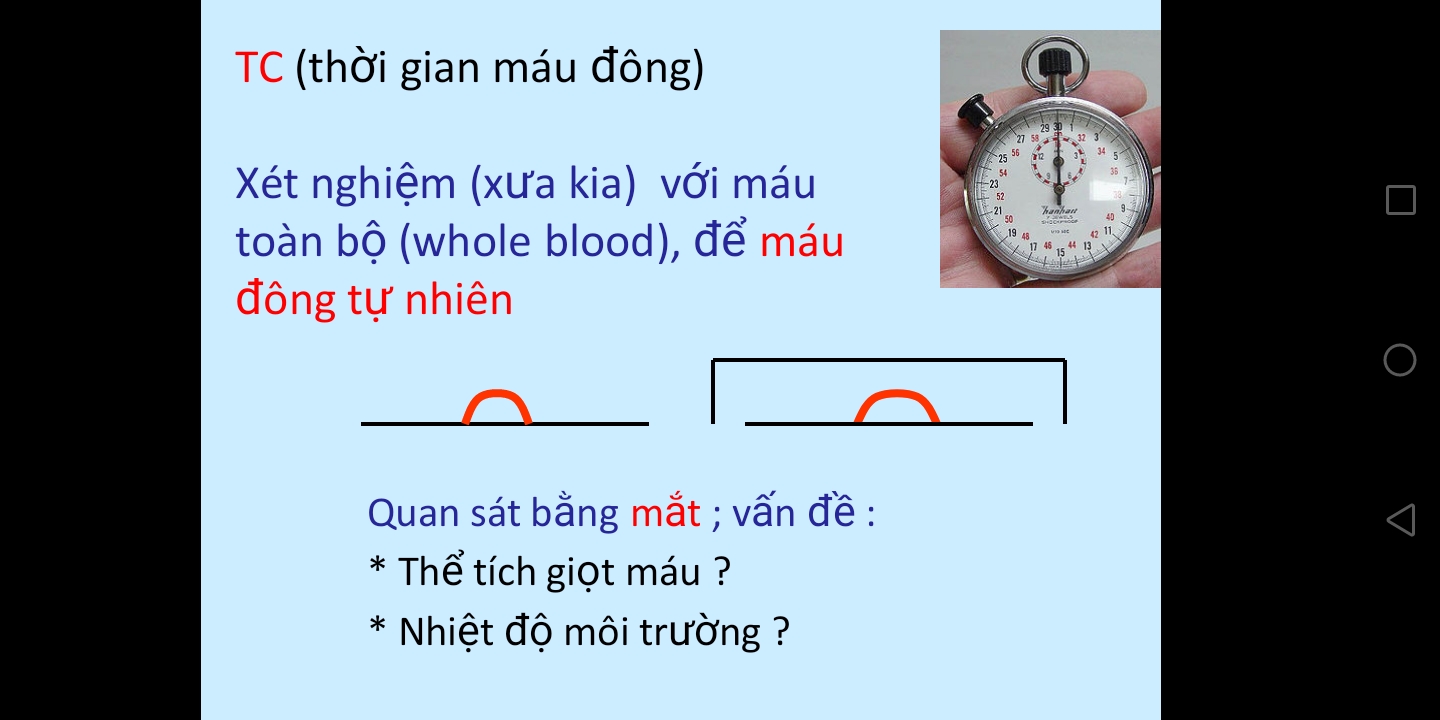 TC (thời gian máu đông)
Xét nghiệm (xưa kia) với máu
toàn bộ (whole blood), để máu
đông tự nhiên
Quan sát bằng mắt ; vấn đề :
* Thể tích giọt máu ?
* Nhiệt độ môi trường ?